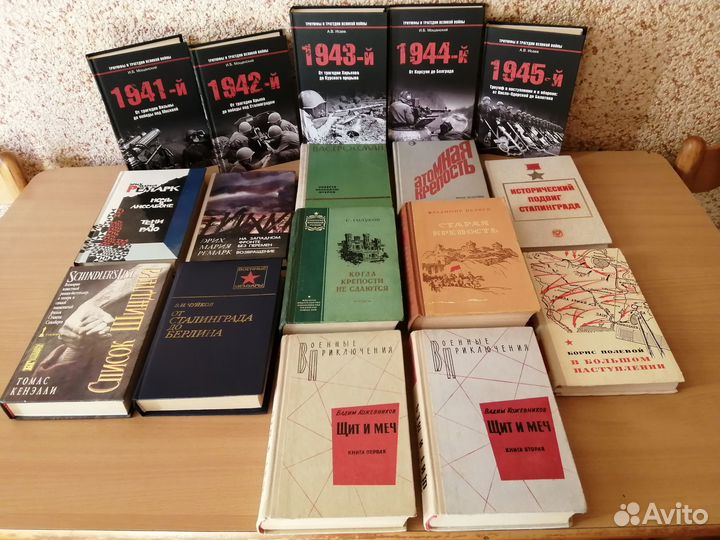 ТРИУМФЫ И ТРАГЕДИИ ВЕЛИКОЙ ВОЙНЫ
И.Б. Мощанский
1941-й
От трагедии Вязьмы
до победы под Москвой
ТРИУМФЫ И ТРАГЕДИИ ВЕЛИКОЙ ВОЙНЫ
И.Б. Мощанский
1942-й
От трагедии Крыма
до победы под Сталинградом
ТРИУМФЫ И ТРАГЕДИИ ВЕЛИКОЙ ВОЙНЫ
А.В. Исаев
1943-й
От трагедии Харькова
до Курского прорыва
ТРИУМФЫ И ТРАГЕДИИ ВЕЛИКОЙ ВОЙНЫ
И.Б. Мощанский
1944-й
От Корсуни до Белграда
ТРИУМФЫ И ТРАГЕДИИ ВЕЛИКОЙ ВОЙНЫ
А.В. Исаев
1945-й
Триумф в наступлении и в обороне:
от Висло-Одерской до Балатона
РЕМАРК
НОЧЬ
В
ЛИССАБОНЕ
ТЕНИ
В
РАЮ
ЭРИХ
МАРИЯ
РЕМАРК
НА ЗАПАДНОМ
ФРОНТЕ
БЕЗ ПЕРЕМЕН
ВОЗВРАЩЕНИЕ
АТОМНАЯ
КРЕПОСТЬ
ИСТОРИЧЕСКИЙ
ПОДВИГ
СТАЛИНГРАДА
КОГДА
КРЕПОСТИ
НЕ СДАЮТСЯ
ВЛАДИМИР БЕЛЯЕВ
СТАРАЯ
КРЕПОСТЬ
SCHINDLER'S LIST
СПИСОК ШИНДЛЕРА
ТОМАС
КЕНЭЛЛИ
ВОЕННЫЕ
МЕМУАРЫ
В.И. ЧУЙКОВ
ОТ
СТАЛИНГРАДА
ДО
БЕРЛИНА
БОРИС ПОЛЕВОЙ
В БОЛЬШОМ
НАСТУПЛЕНИИ
ВОЕННЫЕ
ПРИКЛЮЧЕНИЯ
ВАДИМ КОЖЕВНИКОВ
ЩИТ И МЕЧ
КНИГА ПЕРВАЯ
ВОЕННЫЕ
ПРИКЛЮЧЕНИЯ
ВАДИМ КОЖЕВНИКОВ
ЩИТ И МЕЧ
КНИГА ВТОРАЯ
Avito